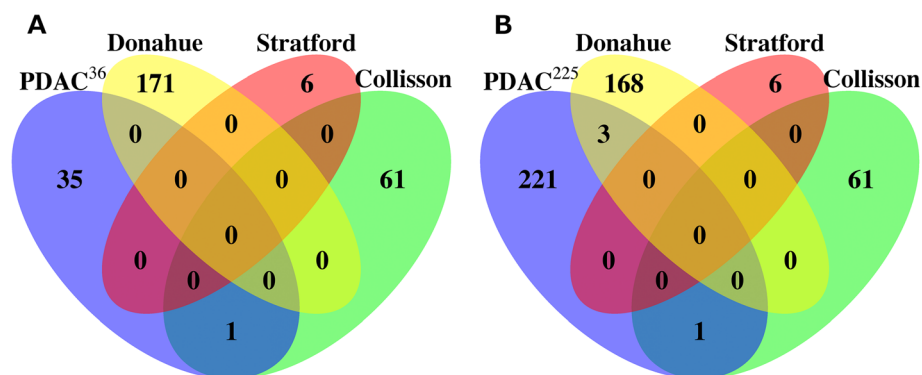 A
Donahue Stratford
PDAC36 171 6 Collisson
0 0 0
35 0 0 61
0
0 0 0 0
1
B
Donahue Stratford
PDAC225 168 6 Collisson
3 0 0
221 0 0 61
0
0 0 0 0
1